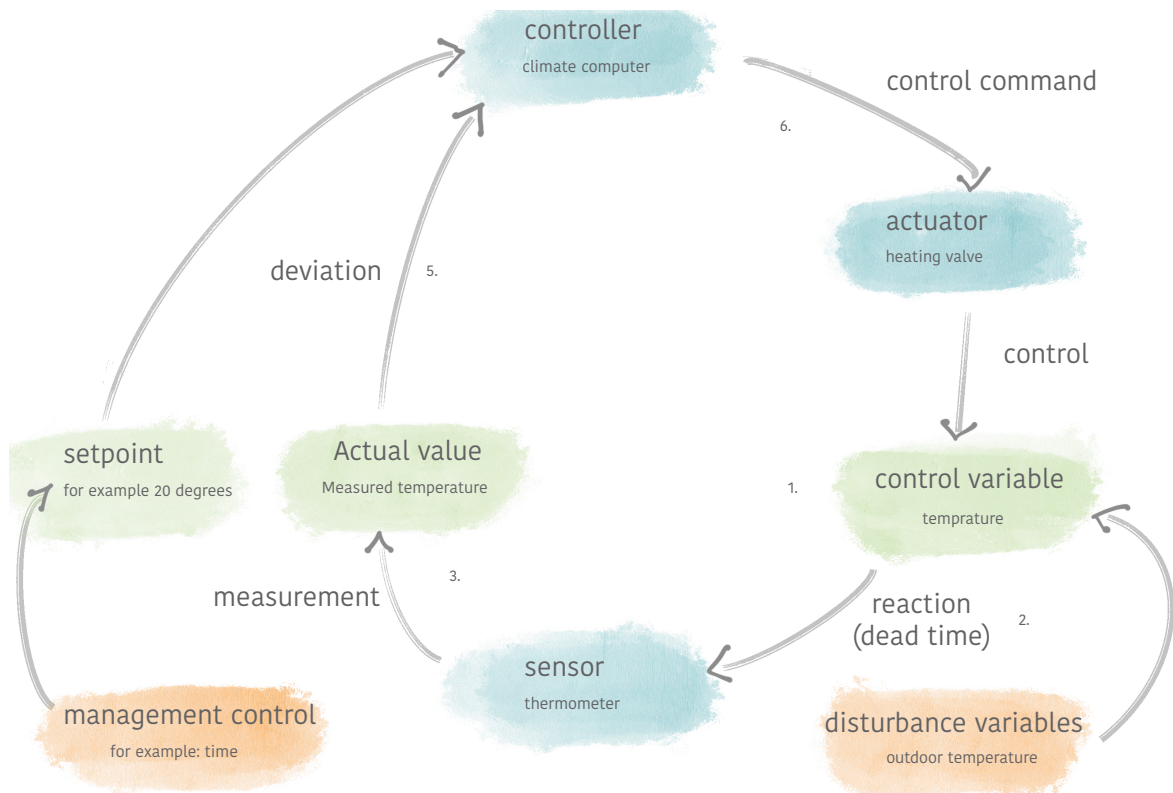 controller
climate computer
control command
6.
actuator
heating valve
deviation
5.
control
setpoint
for example 20 degrees
Actual value
Measured temperature
1.
control variable
temprature
3.
measurement
reaction
(dead time)
2.
sensor
thermometer
management control
for example: time
disturbance variables
outdoor temperature